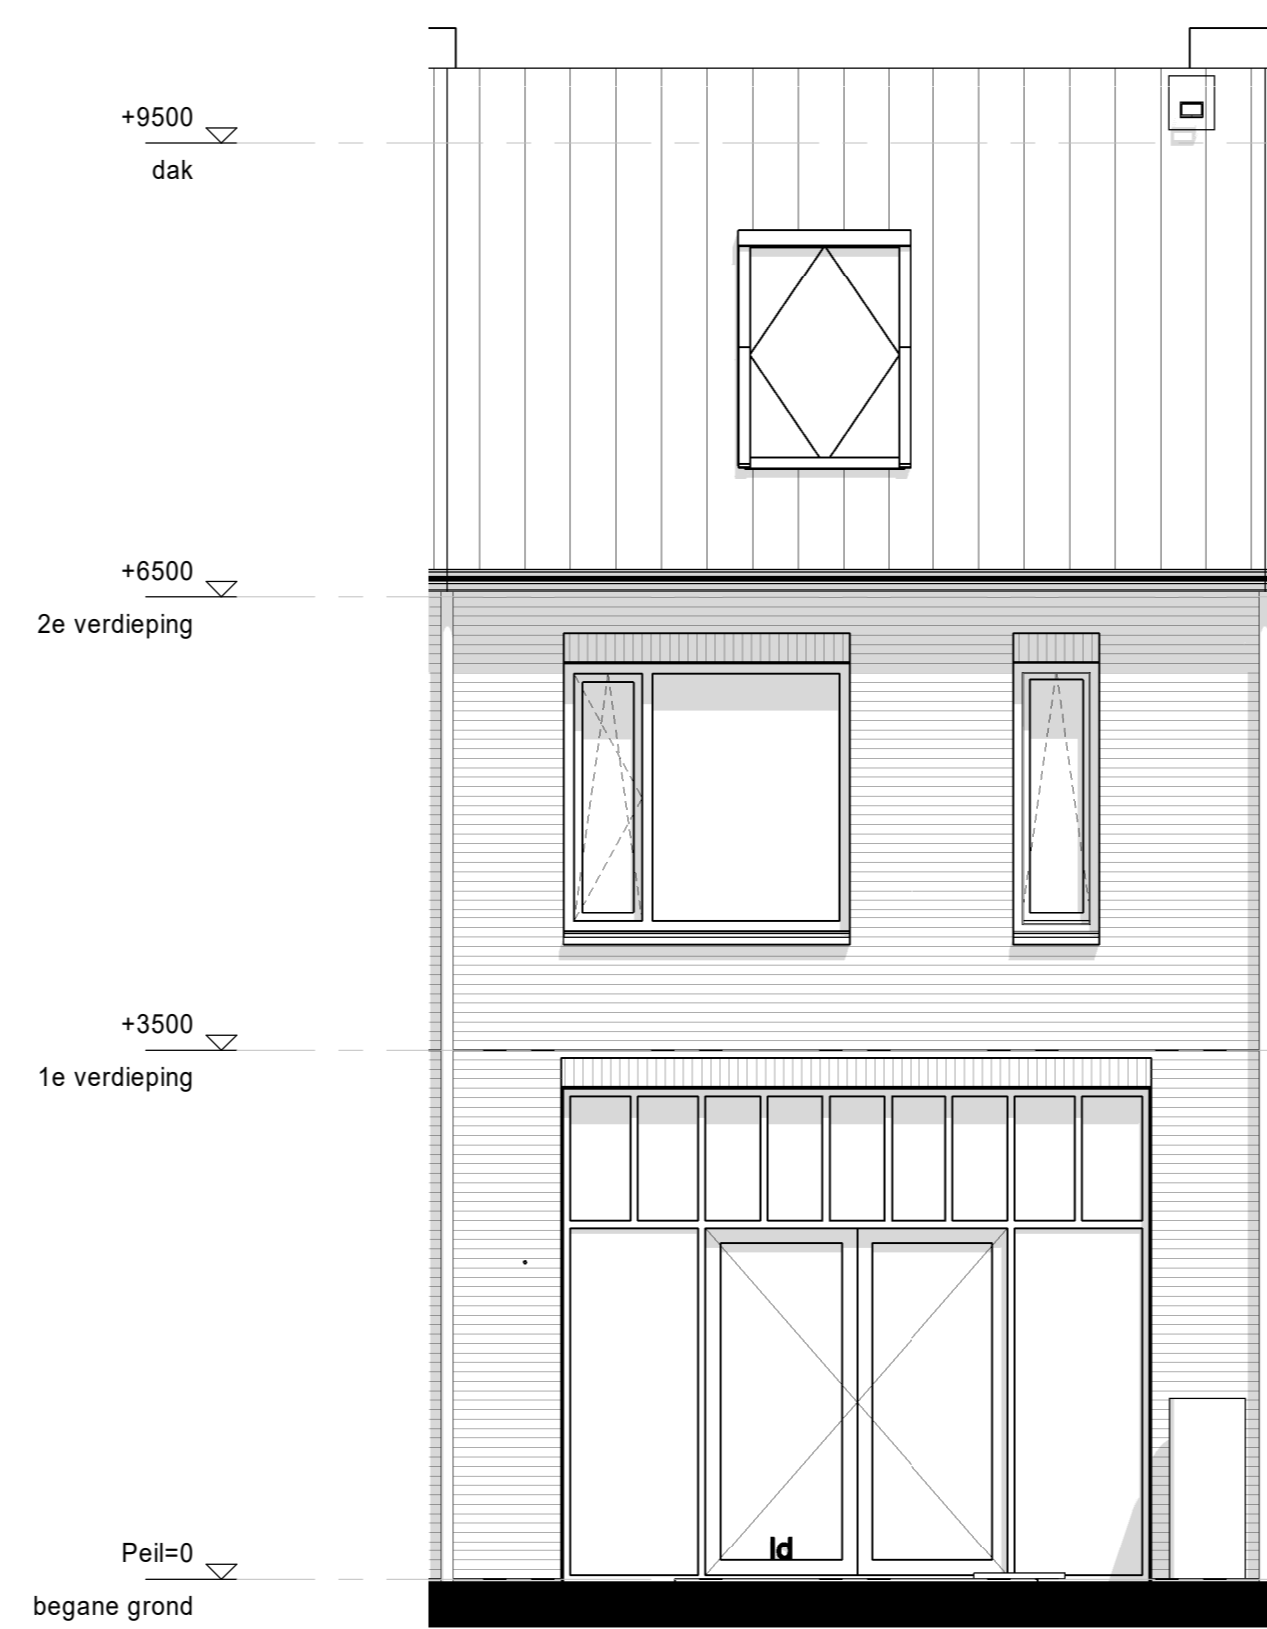 +9500
dak
+6500
2e verdieping
+3500
1e verdieping
ld
Peil=0
begane grond